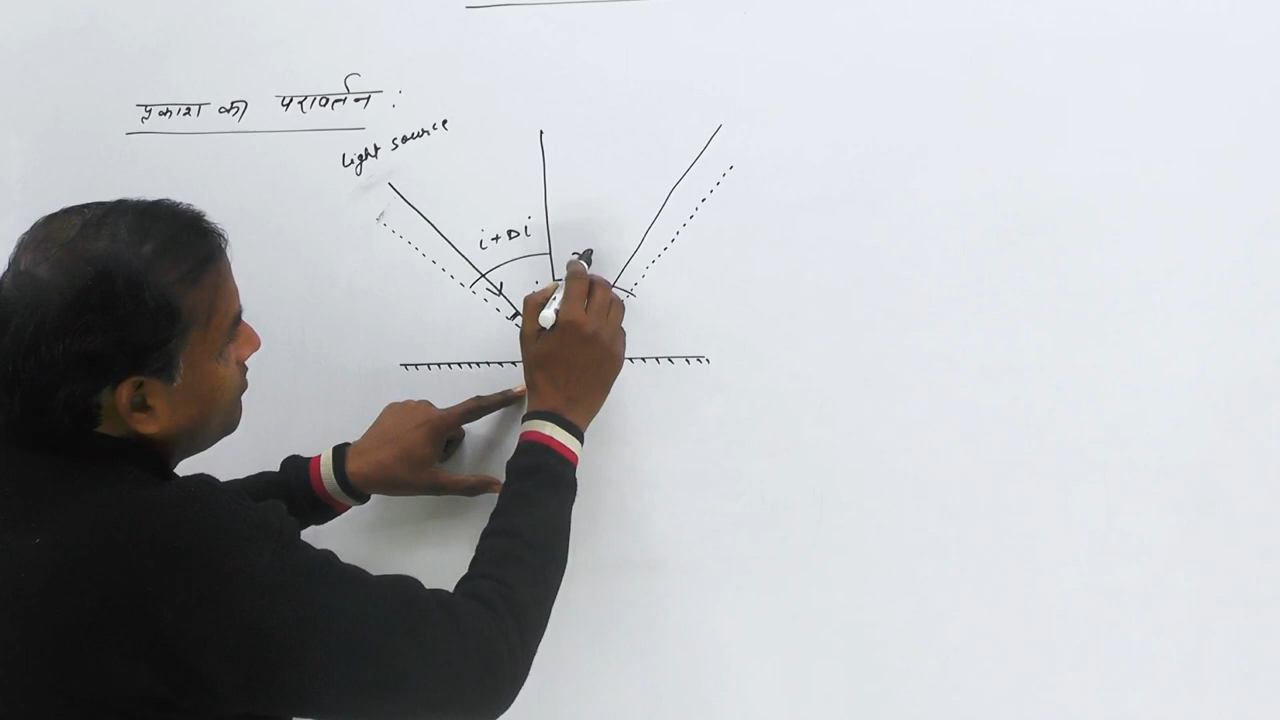 प्रकाश की परावर्तन :
Light source
i + Δi